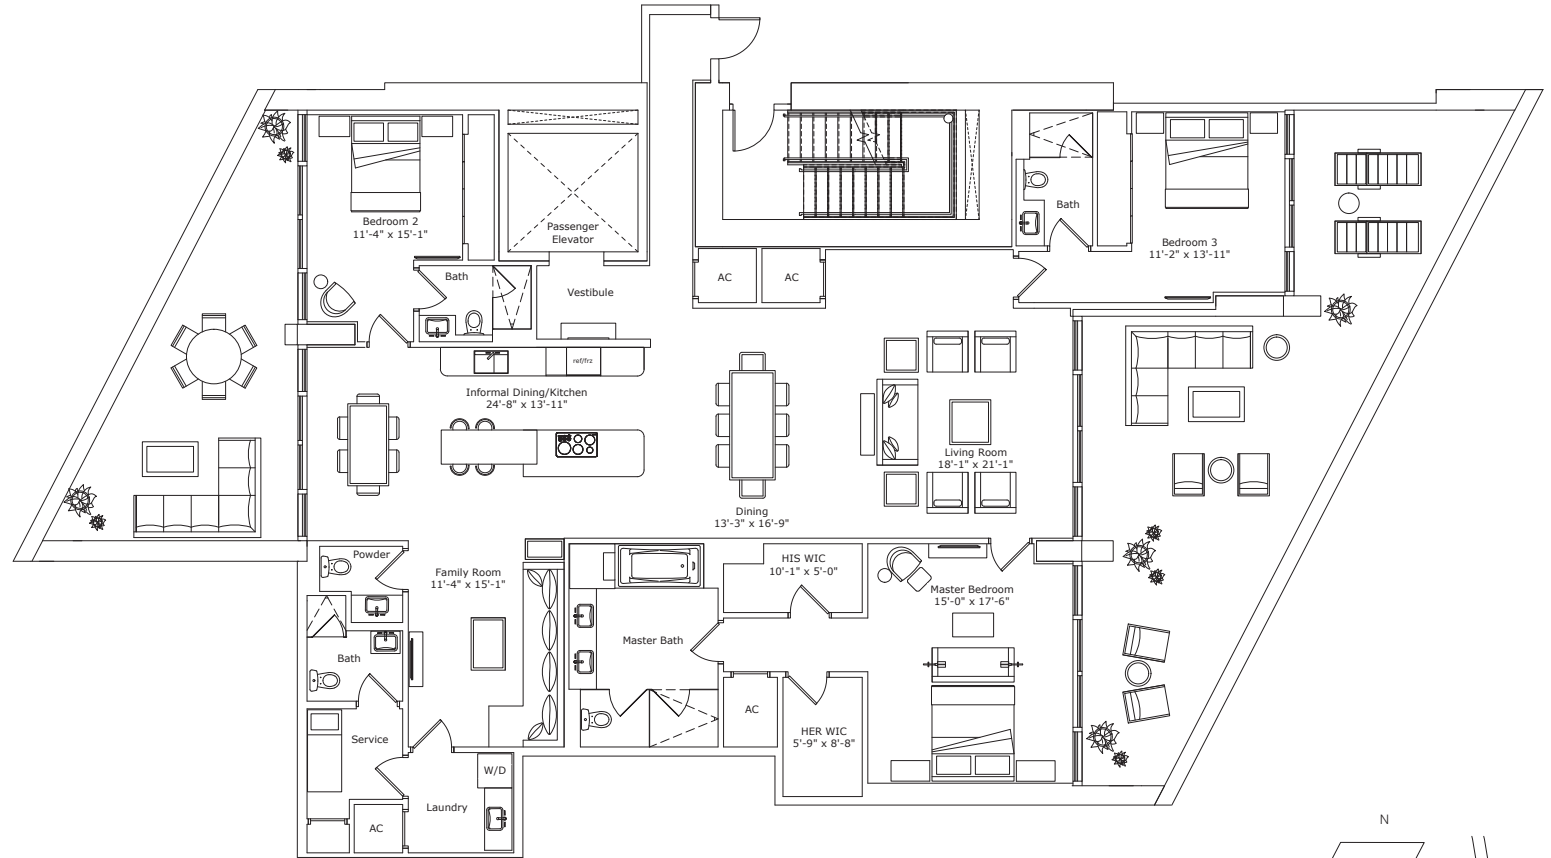 Bedroom 2
11'-4" x 15'-1"
Passenger
Elevator
Bath
Vestibule
AC
AC
Bath
Bedroom 3
11'-2" x 13'-11"
ref/frz
Informal Dining/Kitchen
24'-8" x 13'-11"
Living Room
18'-1" x 21'-1"
Dining
13'-3" x 16'-9"
Powder
Family Room
11'-4" x 15'-1"
HIS WIC
10'-1" x 5'-0"
Master Bedroom
15'-0" x 17'-6"
Master Bath
Bath
AC
HER WIC
5'-9" x 8'-8"
Service
W/D
Laundry
AC
N